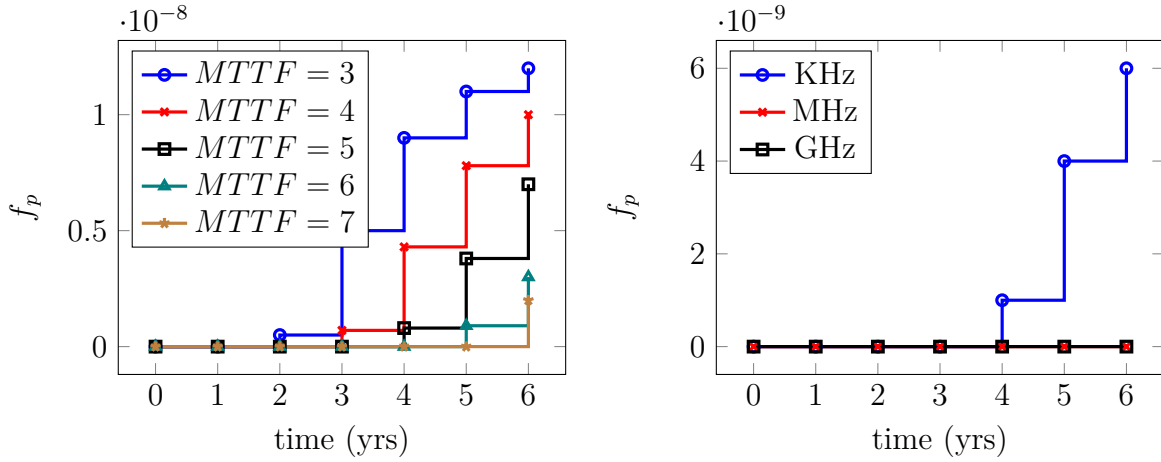 ·10⁻⁸
MTTF = 3
MTTF = 4
MTTF = 5
MTTF = 6
MTTF = 7
1
0.5
0
f_p
0 1 2 3 4 5 6
time (yrs)
·10⁻⁹
KHz
MHz
GHz
6
4
2
0
f_p
0 1 2 3 4 5 6
time (yrs)